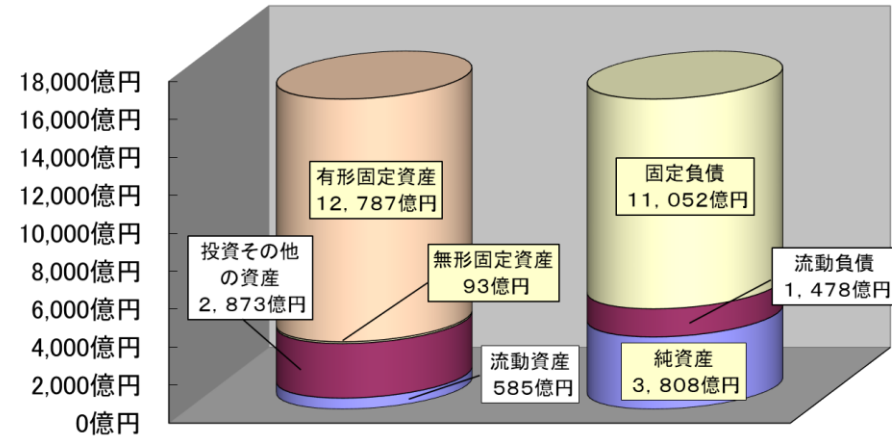 18,000億円
16,000億円
14,000億円
12,000億円
10,000億円
8,000億円
6,000億円
4,000億円
2,000億円
0億円
有形固定資産
12，787億円
投資その他
の資産
2，873億円
無形固定資産
93億円
流動資産
585億円
固定負債
11，052億円
流動負債
1，478億円
純資産
3，808億円